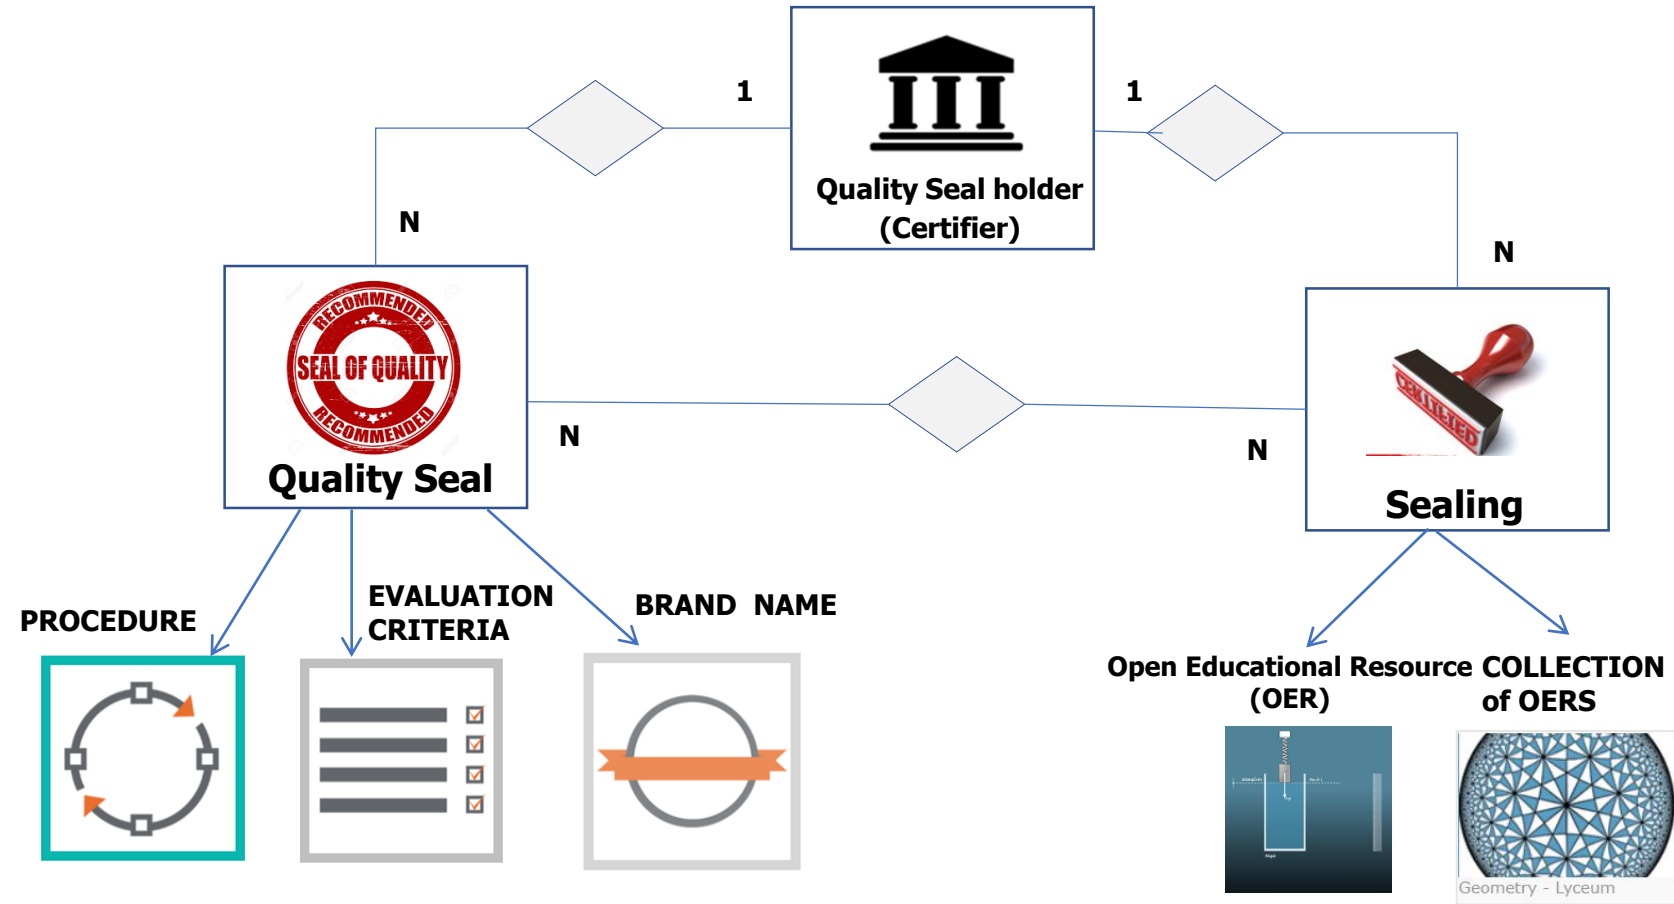 1
1
Quality Seal holder
(Certifier)
N
N
RECOMMENDED
SEAL OF QUALITY
RECOMMENDED
Quality Seal
N
N
CERTIFIED
Sealing
PROCEDURE
EVALUATION
CRITERIA
BRAND NAME
Open Educational Resource
(OER)
COLLECTION
of OERS
Geometry - Lyceum